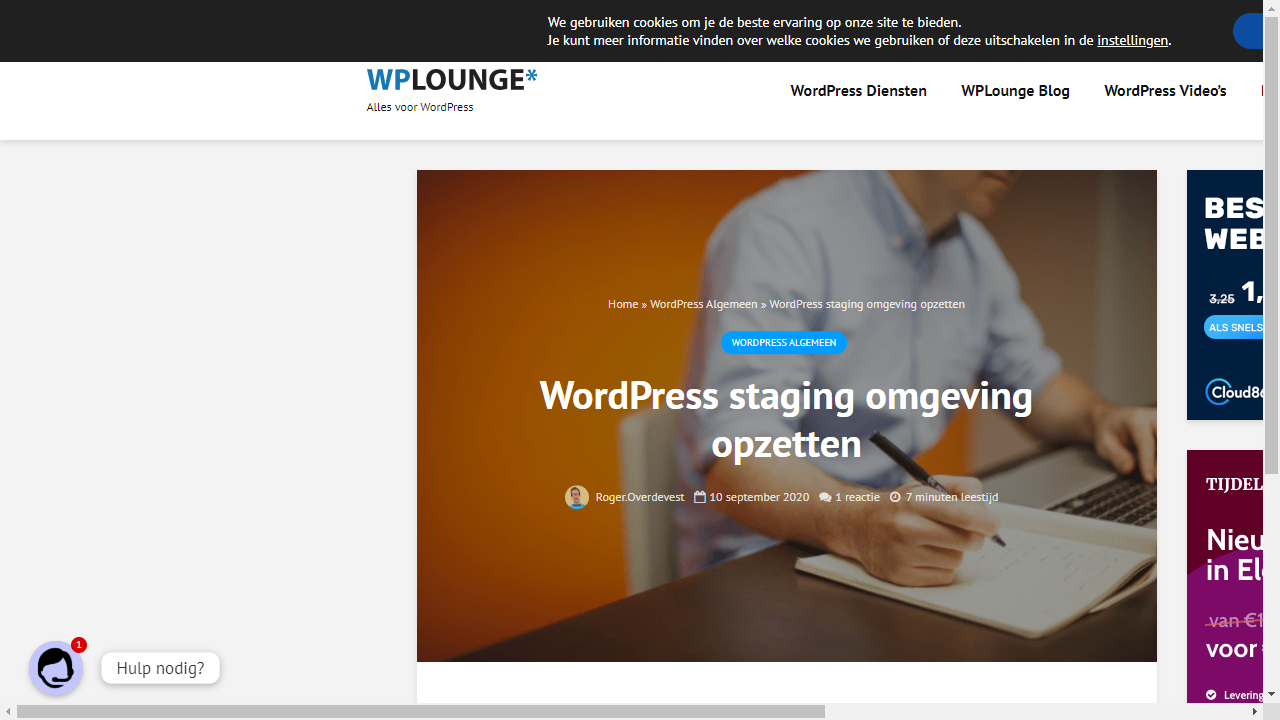 We gebruiken cookies om je de beste ervaring op onze site te bieden.
Je kunt meer informatie vinden over welke cookies we gebruiken of deze uitschakelen in de instellingen.
WPLOUNGE*
Alles voor WordPress
WordPress Diensten
WPLounge Blog
WordPress Video's
Home » WordPress Algemeen » WordPress staging omgeving opzetten
WORDPRESS ALGEMEEN
WordPress staging omgeving
opzetten
Roger.Overdevest 10 september 2020 1 reactie 7 minuten leestijd
BES
WEB
3,25 1,
ALS SNELS
Cloud86
TIJDEL
Nieu
in El
van €1
voor
Levering
1
Hulp nodig?